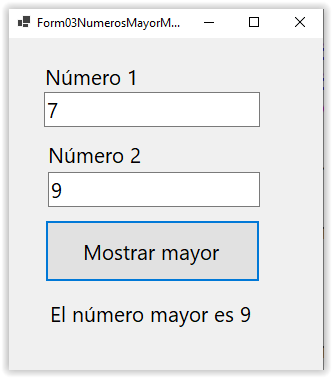 Form03NumerosMayorM...
Número 1
7
Número 2
9
Mostrar mayor
El número mayor es 9